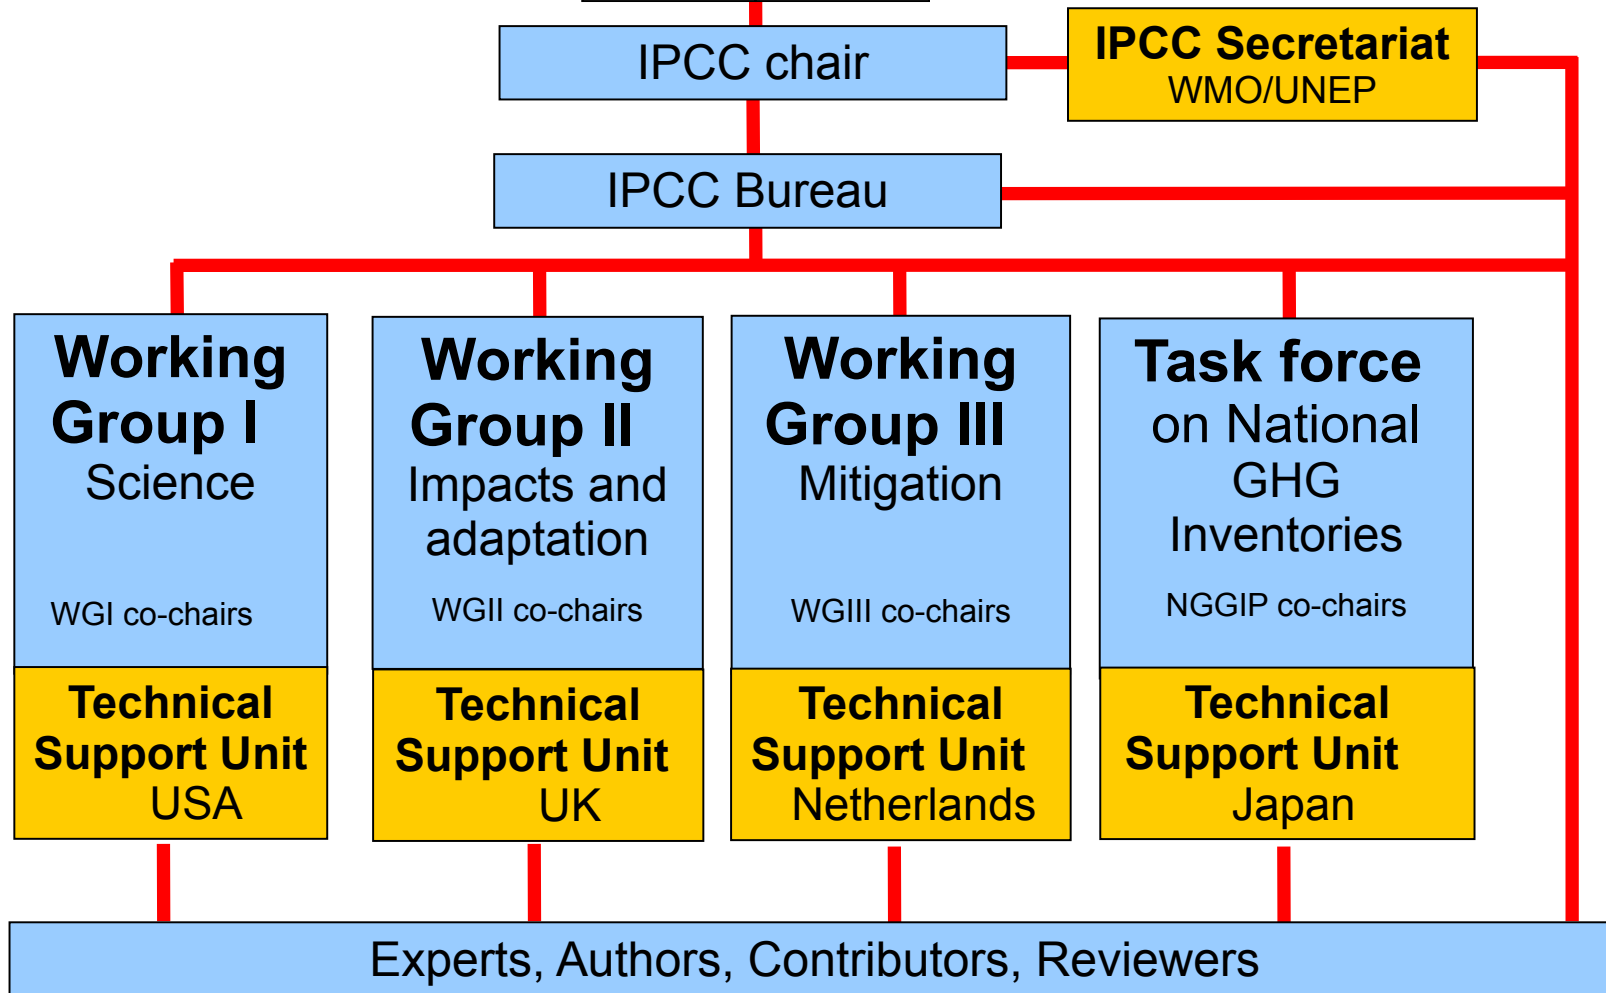 IPCC chair
IPCC Secretariat
WMO/UNEP
IPCC Bureau
Working
Group I
Science
WGI co-chairs
Technical
Support Unit
USA
Working
Group II
Impacts and
adaptation
WGII co-chairs
Technical
Support Unit
UK
Working
Group III
Mitigation
WGIII co-chairs
Technical
Support Unit
Netherlands
Task force
on National
GHG
Inventories
NGGIP co-chairs
Technical
Support Unit
Japan
Experts, Authors, Contributors, Reviewers